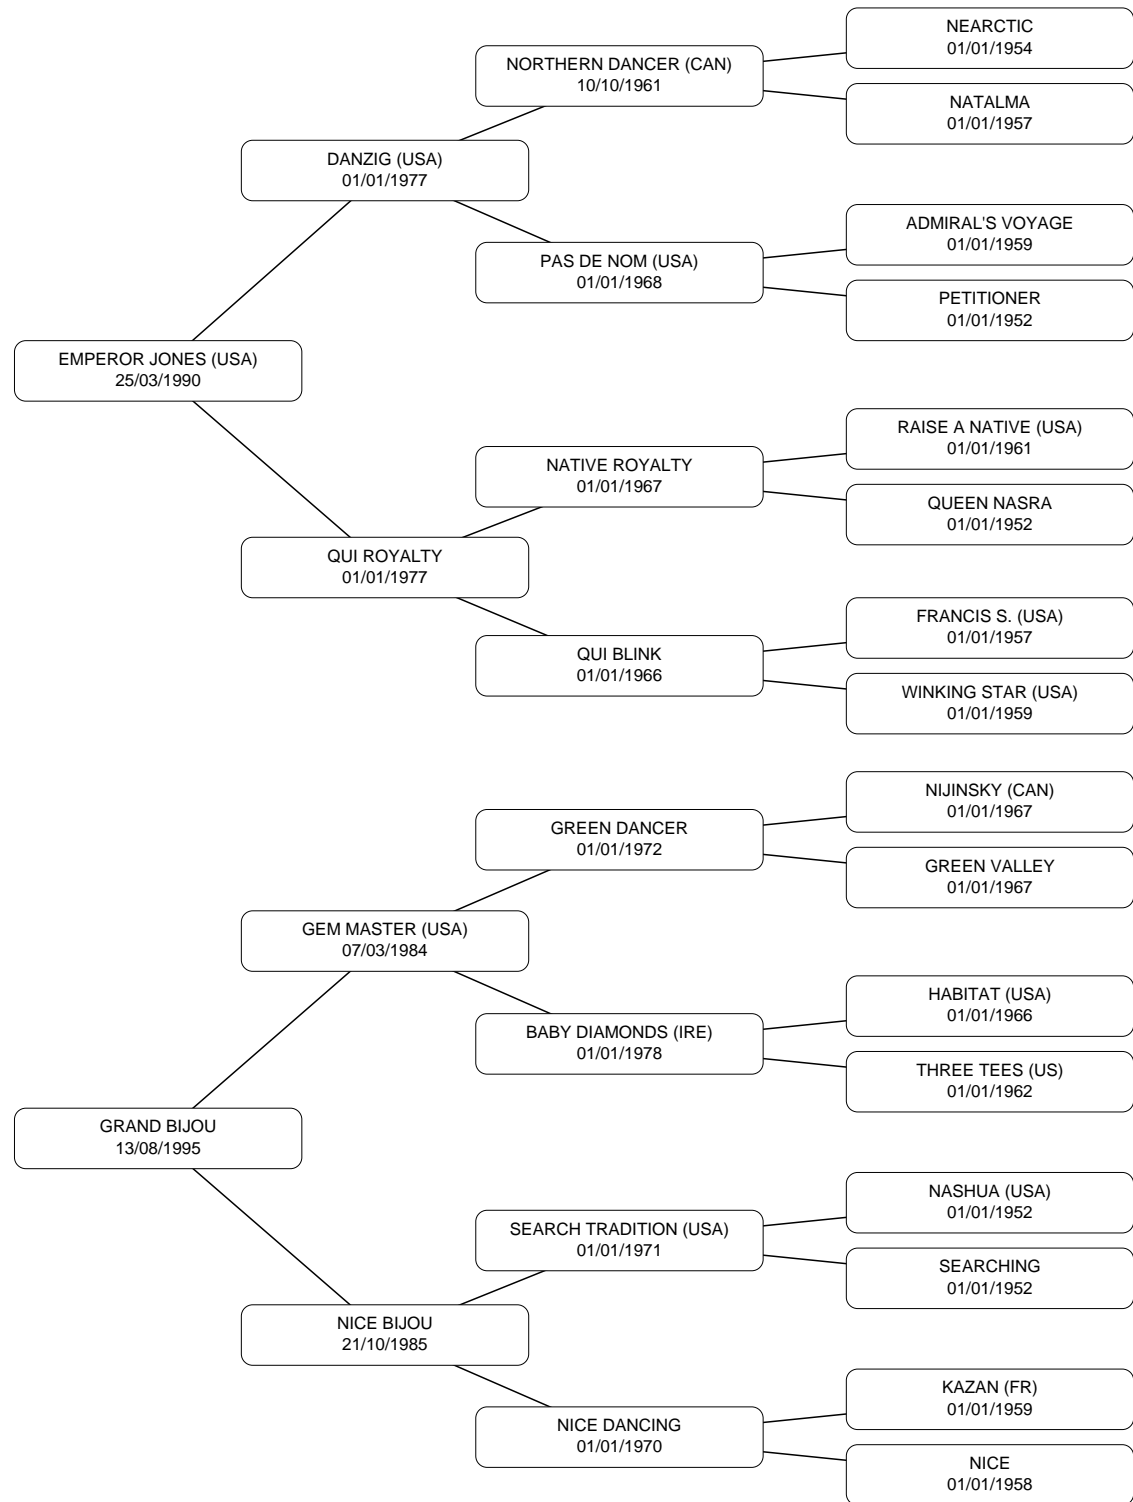 NEARCTIC
01/01/1954
NORTHERN DANCER (CAN)
10/10/1961
NATALMA
01/01/1957
DANZIG (USA)
01/01/1977
ADMIRAL'S VOYAGE
01/01/1959
PAS DE NOM (USA)
01/01/1968
PETITIONER
01/01/1952
EMPEROR JONES (USA)
25/03/1990
RAISE A NATIVE (USA)
01/01/1961
NATIVE ROYALTY
01/01/1967
QUEEN NASRA
01/01/1952
QUI ROYALTY
01/01/1977
FRANCIS S. (USA)
01/01/1957
QUI BLINK
01/01/1966
WINKING STAR (USA)
01/01/1959
NIJINSKY (CAN)
01/01/1967
GREEN DANCER
01/01/1972
GREEN VALLEY
01/01/1967
GEM MASTER (USA)
07/03/1984
HABITAT (USA)
01/01/1966
BABY DIAMONDS (IRE)
01/01/1978
THREE TEES (US)
01/01/1962
GRAND BIJOU
13/08/1995
NASHUA (USA)
01/01/1952
SEARCH TRADITION (USA)
01/01/1971
SEARCHING
01/01/1952
NICE BIJOU
21/10/1985
KAZAN (FR)
01/01/1959
NICE DANCING
01/01/1970
NICE
01/01/1958